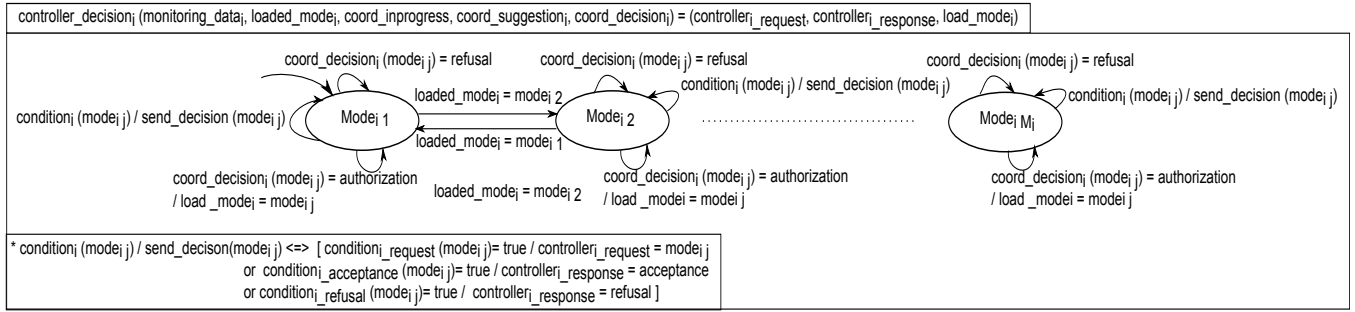 controller_decisioni (monitoring_datai, loaded_modei, coord_inprogress, coord_suggestioni, coord_decisioni) = (controlleri_request, controlleri_response, load_modei)
coord_decisioni (modei j) = refusal
coord_decisioni (modei j) = refusal
coord_decisioni (modei j) = refusal
condition i (modei j) / send_decision (modei j)
Modei 1
loaded_modei = modei 2
loaded_modei = modei 1
Modei 2
conditioni (modei j) / send_decision (modei j)
Modei Mi
conditioni (modei j) / send_decision (modei j)
coord_decisioni (modei j) = authorization
/ load _modei = modei j
loaded_modei = modei 2
coord_decisioni (modei j) = authorization
/ load _modei = modei j
coord_decisioni (modei j) = authorization
/ load _modei = modei j
* conditioni (modei j) / send_decison(modei j) <=> [ conditioni_request (modei j)= true / controlleri_request = modei j
or conditioni_acceptance (modei j)= true / controlleri_response = acceptance
or conditioni_refusal (modei j)= true / controlleri_response = refusal ]